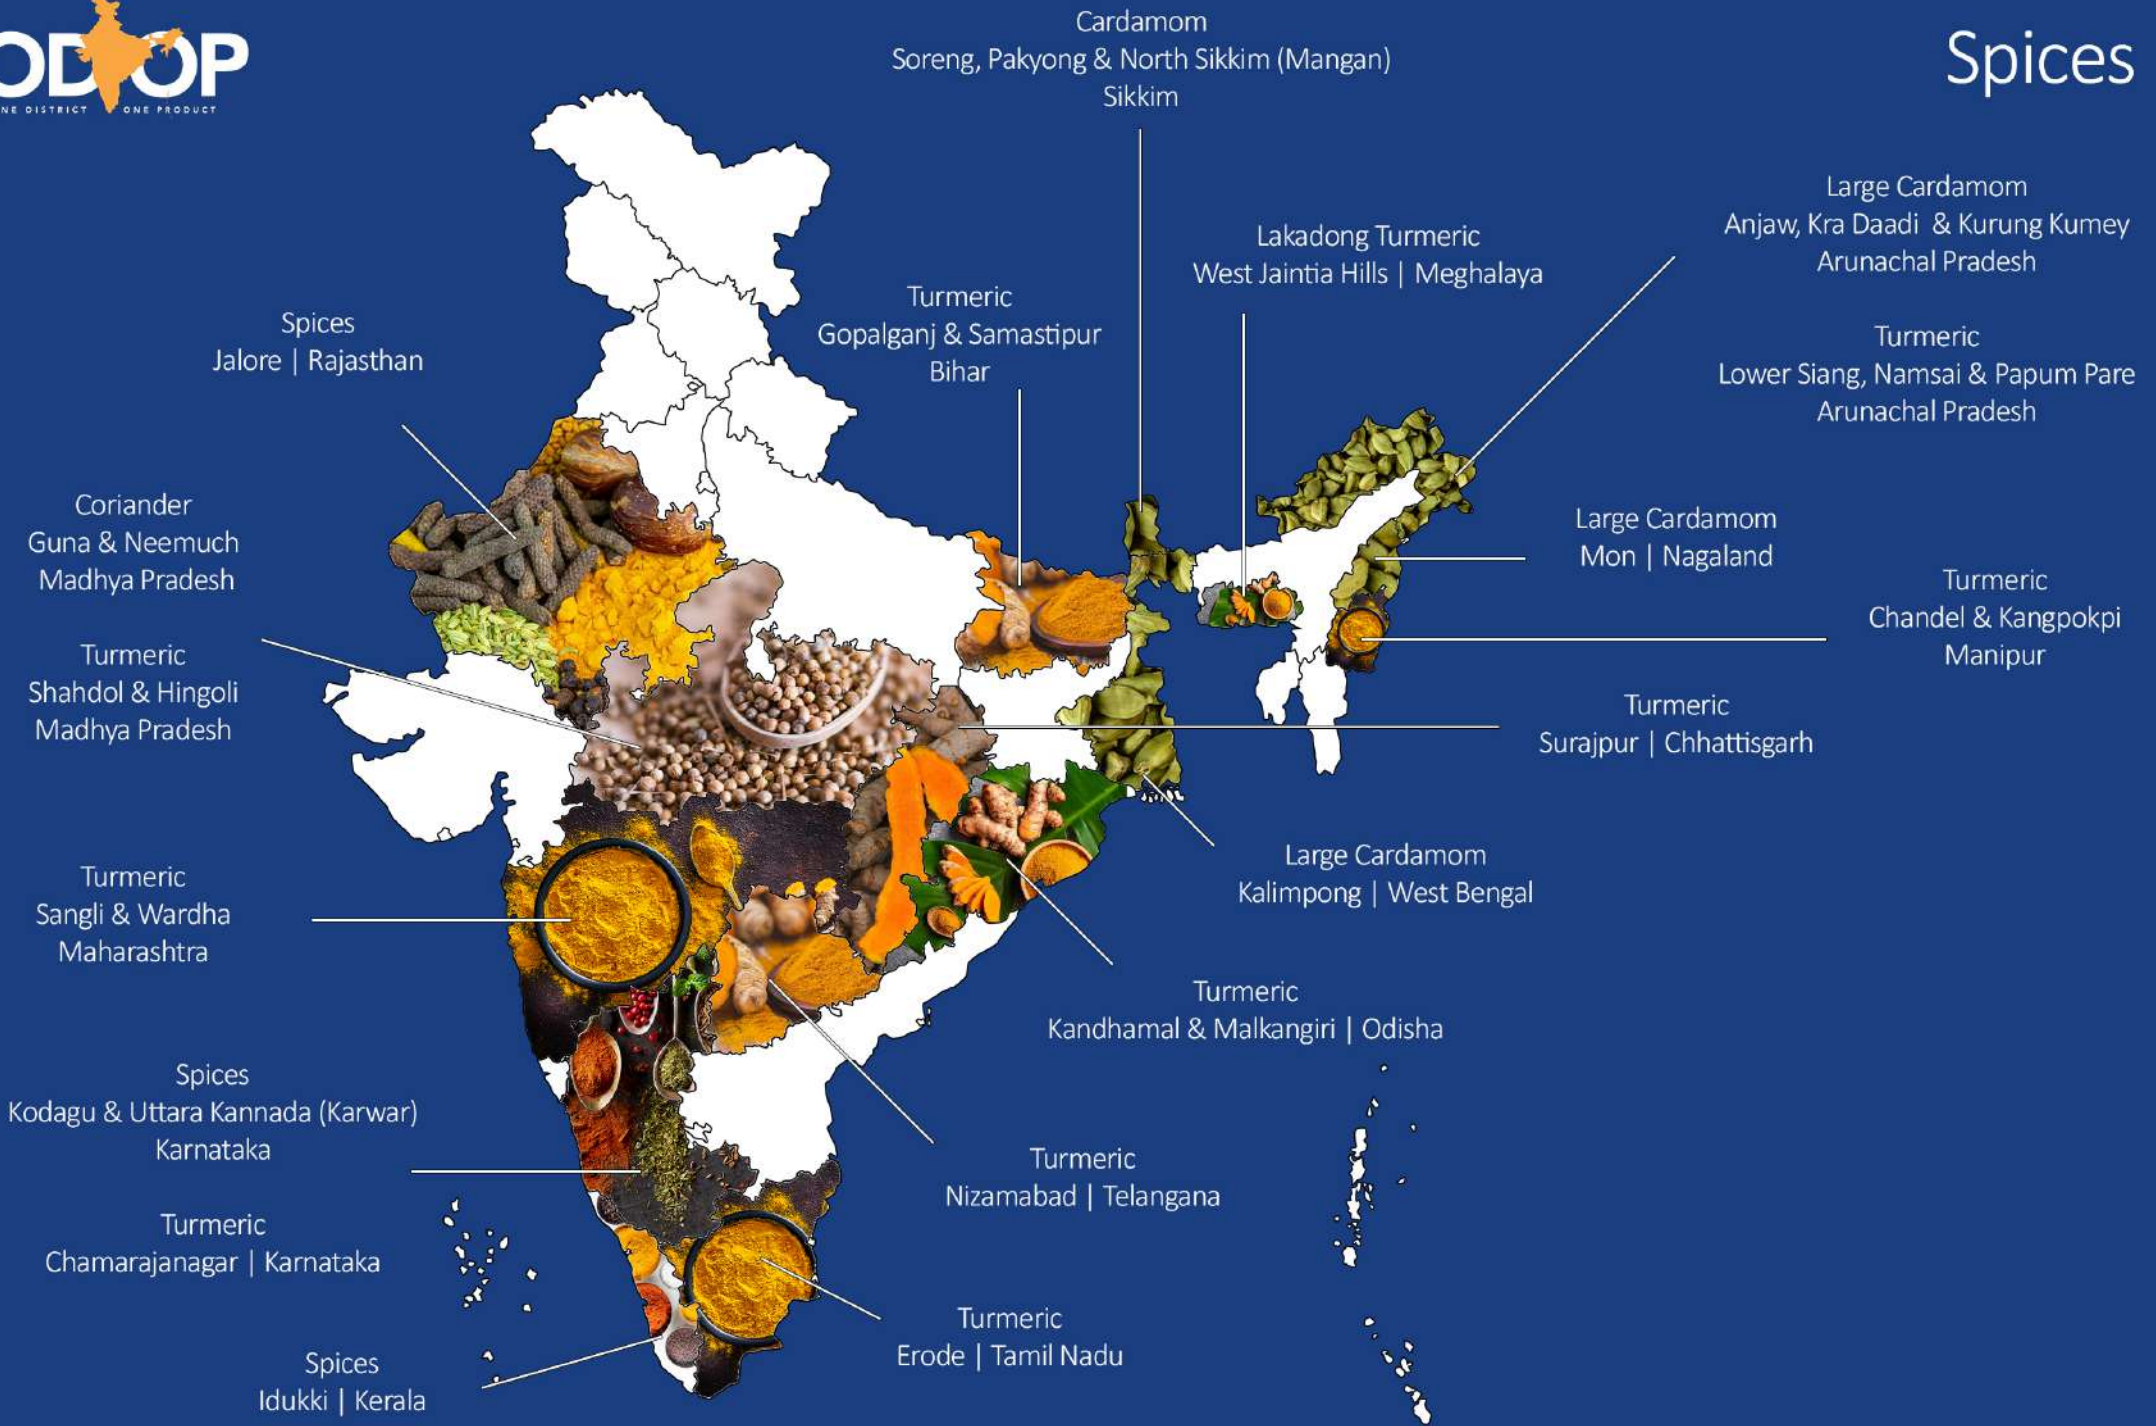 ODOP
NE DISTRICT ONE PRODUCT
Spices
Cardamom
Soreng, Pakyong & North Sikkim (Mangan)
Sikkim
Large Cardamom
Anjaw, Kra Daadi & Kurung Kumey
Arunachal Pradesh
Lakadong Turmeric
West Jaintia Hills | Meghalaya
Turmeric
Gopalganj & Samastipur
Bihar
Spices
Jalore | Rajasthan
Turmeric
Lower Siang, Namsai & Papum Pare
Arunachal Pradesh
Coriander
Guna & Neemuch
Madhya Pradesh
Large Cardamom
Mon | Nagaland
Turmeric
Chandel & Kangpokpi
Manipur
Turmeric
Shahdol & Hingoli
Madhya Pradesh
Turmeric
Surajpur | Chhattisgarh
Large Cardamom
Kalimpong | West Bengal
Turmeric
Sangli & Wardha
Maharashtra
Turmeric
Kandhamal & Malkangiri | Odisha
Spices
Kodagu & Uttara Kannada (Karwar)
Karnataka
Turmeric
Nizamabad | Telangana
Turmeric
Chamarajanagar | Karnataka
Turmeric
Erode | Tamil Nadu
Spices
Idukki | Kerala